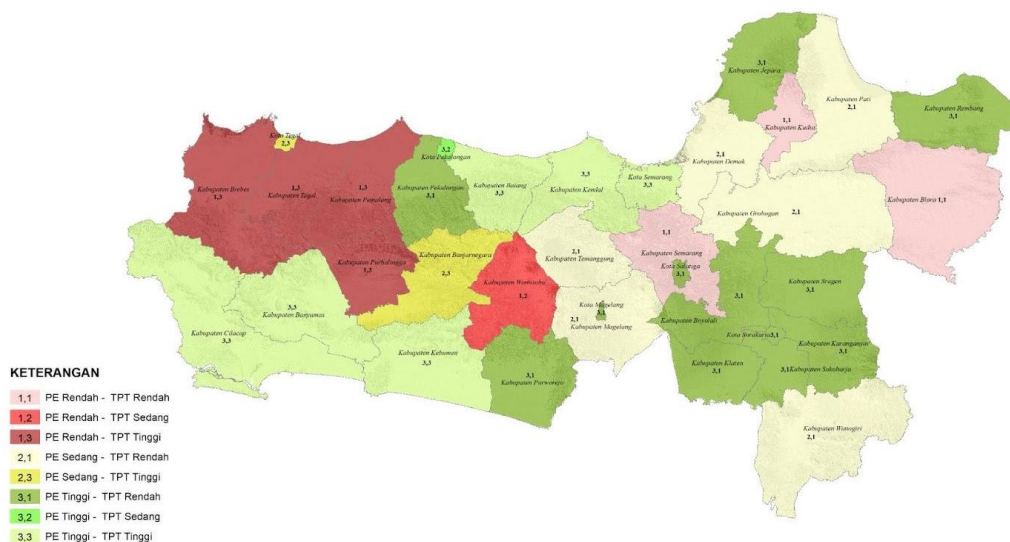 3,1
Kabupaten Jepara
Kabupaten Pati
2,1
1,1
Kabupaten Kudus
Kabupaten Rembang
3,1
Kota Tegal
2,3
3,2
Kota Pekalongan
Kabupaten Demak
2,1
Kabupaten Brebes
1,3
1,3
Kabupaten Tegal
1,3
Kabupaten Pemalang
Kabupaten Pekalongan
3,1
Kabupaten Batang
3,3
3,3
Kabupaten Kendal
Kota Semarang
3,3
Kabupaten Blora 1,1
Kabupaten Grobogan
2,1
Kabupaten Purbalingga
1,3
Kabupaten Banjarnegara
2,3
2,1
Kabupaten Temanggung
1,1
Kabupaten Semarang
Kota Salatiga
3,1
Kabupaten Wonosobo
1,2
3,3
Kabupaten Banyumas
Kabupaten Cilacap
3,3
Kota Magelang
3,1
2,1
Kabupaten Magelang
3,1
Kabupaten Boyolali
Kabupaten Sragen
3,1
Kota Surakarta 3,1
Kabupaten Karanganyar
3,1
Kabupaten Klaten
3,1
3,1 Kabupaten Sukoharjo
Kabupaten Kebumen
3,3
3,1
Kabupaten Purworejo
Kabupaten Wonogiri
2,1
KETERANGAN
1,1 PE Rendah - TPT Rendah
1,2 PE Rendah - TPT Sedang
1,3 PE Rendah - TPT Tinggi
2,1 PE Sedang - TPT Rendah
2,3 PE Sedang - TPT Tinggi
3,1 PE Tinggi - TPT Rendah
3,2 PE Tinggi - TPT Sedang
3,3 PE Tinggi - TPT Tinggi